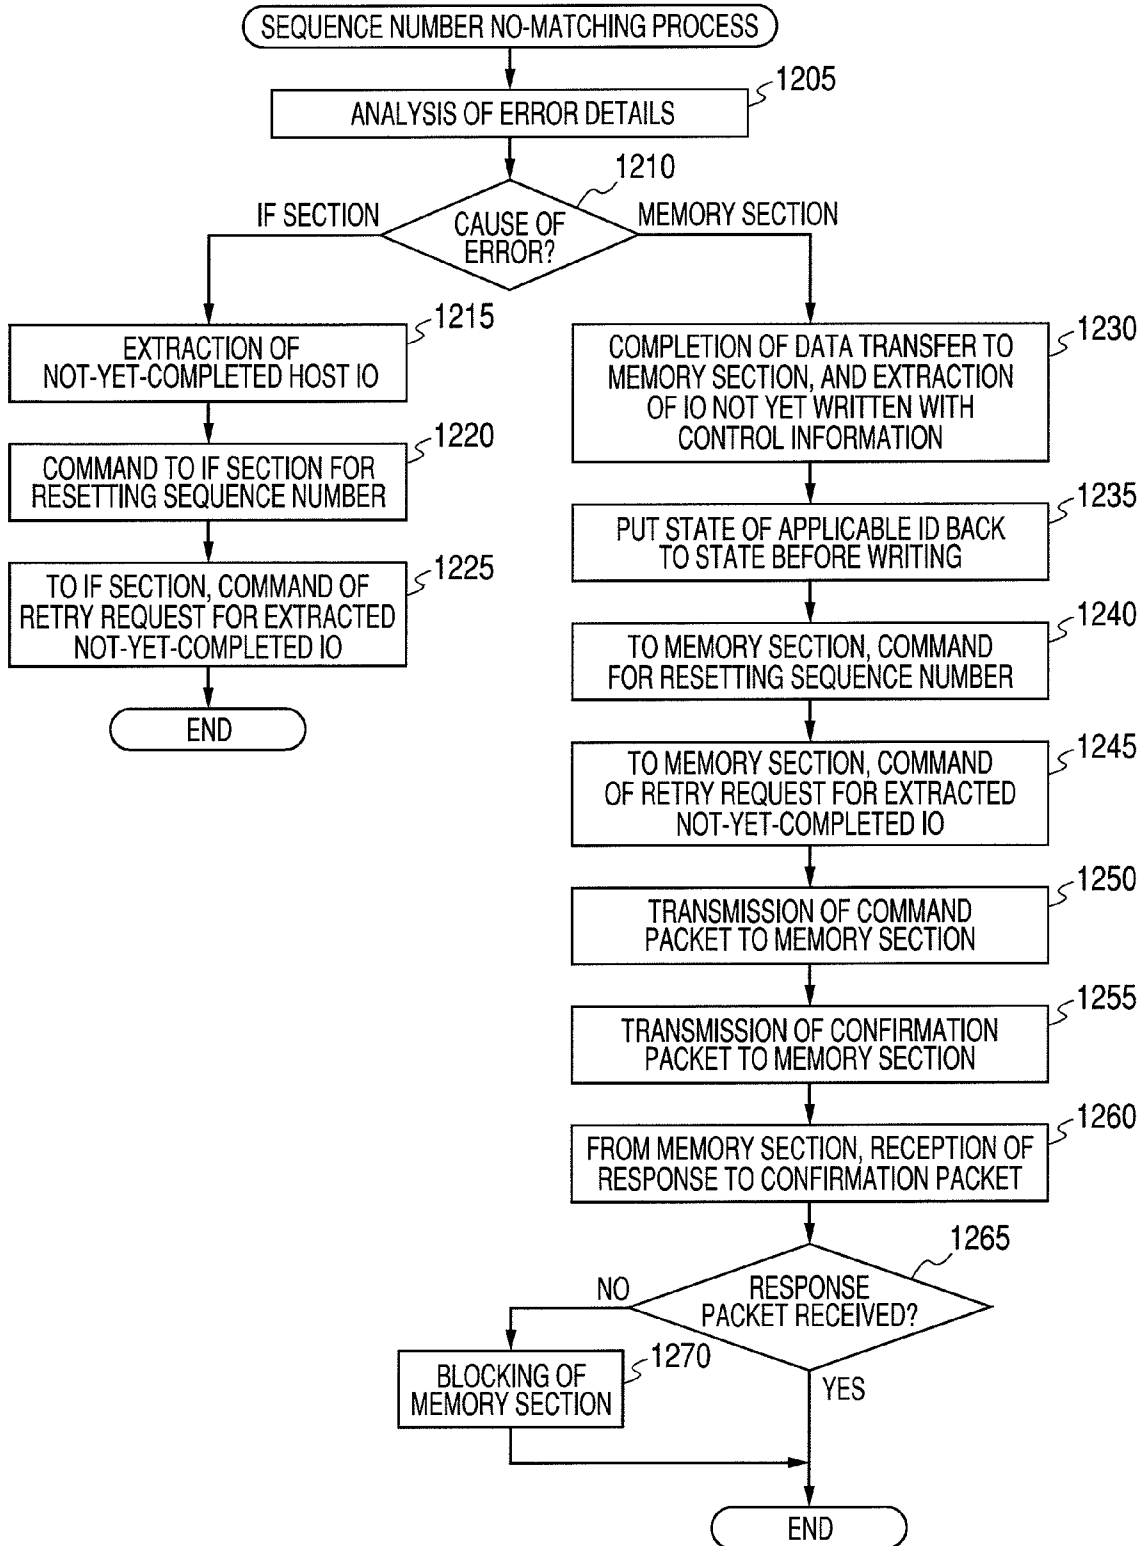 SEQUENCE NUMBER NO-MATCHING PROCESS
1205
ANALYSIS OF ERROR DETAILS
1210
IF SECTION
CAUSE OF
ERROR?
MEMORY SECTION
1215
EXTRACTION OF
NOT-YET-COMPLETED HOST IO
1220
COMMAND TO IF SECTION FOR
RESETTING SEQUENCE NUMBER
1225
TO IF SECTION, COMMAND OF
RETRY REQUEST FOR EXTRACTED
NOT-YET-COMPLETED IO
END
1230
COMPLETION OF DATA TRANSFER TO
MEMORY SECTION, AND EXTRACTION
OF IO NOT YET WRITTEN WITH
CONTROL INFORMATION
1235
PUT STATE OF APPLICABLE ID BACK
TO STATE BEFORE WRITING
1240
TO MEMORY SECTION, COMMAND
FOR RESETTING SEQUENCE NUMBER
1245
TO MEMORY SECTION, COMMAND
OF RETRY REQUEST FOR EXTRACTED
NOT-YET-COMPLETED IO
1250
TRANSMISSION OF COMMAND
PACKET TO MEMORY SECTION
1255
TRANSMISSION OF CONFIRMATION
PACKET TO MEMORY SECTION
1260
FROM MEMORY SECTION, RECEPTION OF
RESPONSE TO CONFIRMATION PACKET
1265
NO
RESPONSE
PACKET RECEIVED?
1270
BLOCKING OF
MEMORY SECTION
YES
END